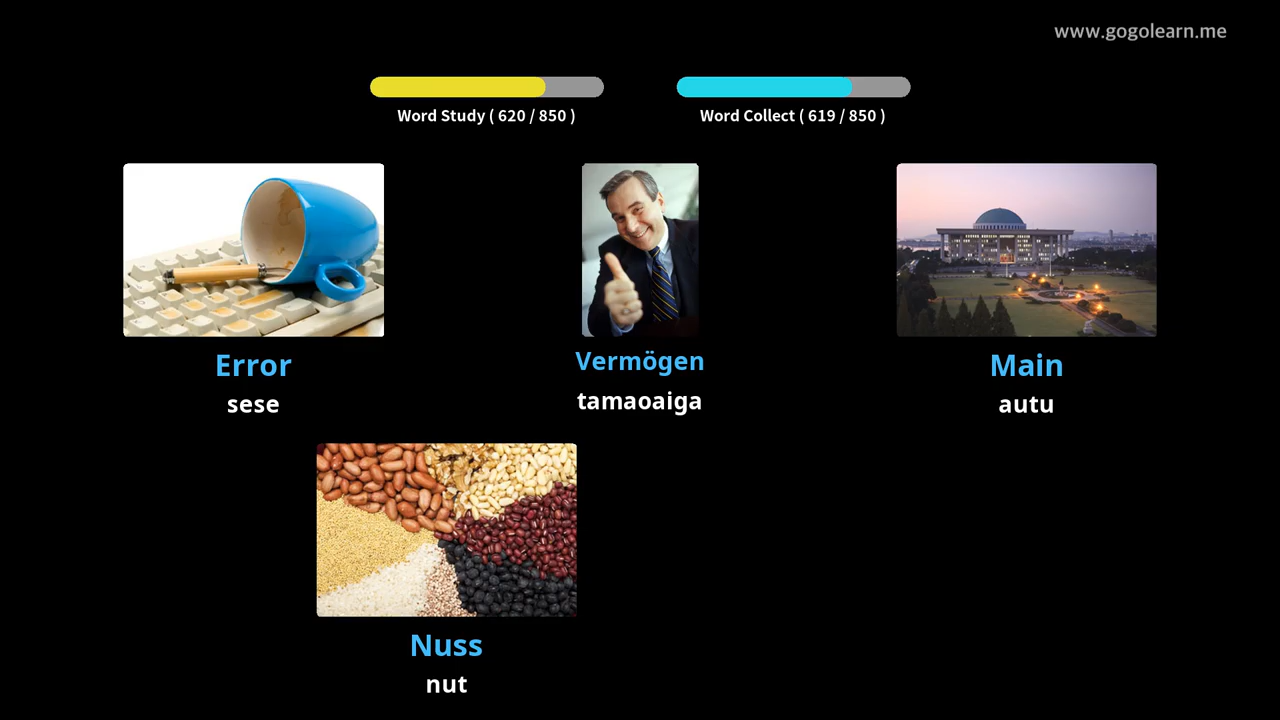 www.gogolearn.me
Word Study ( 620 / 850 )
Word Collect ( 619 / 850 )
Error
sese
Vermögen
tamaoaiga
Main
autu
Nuss
nut